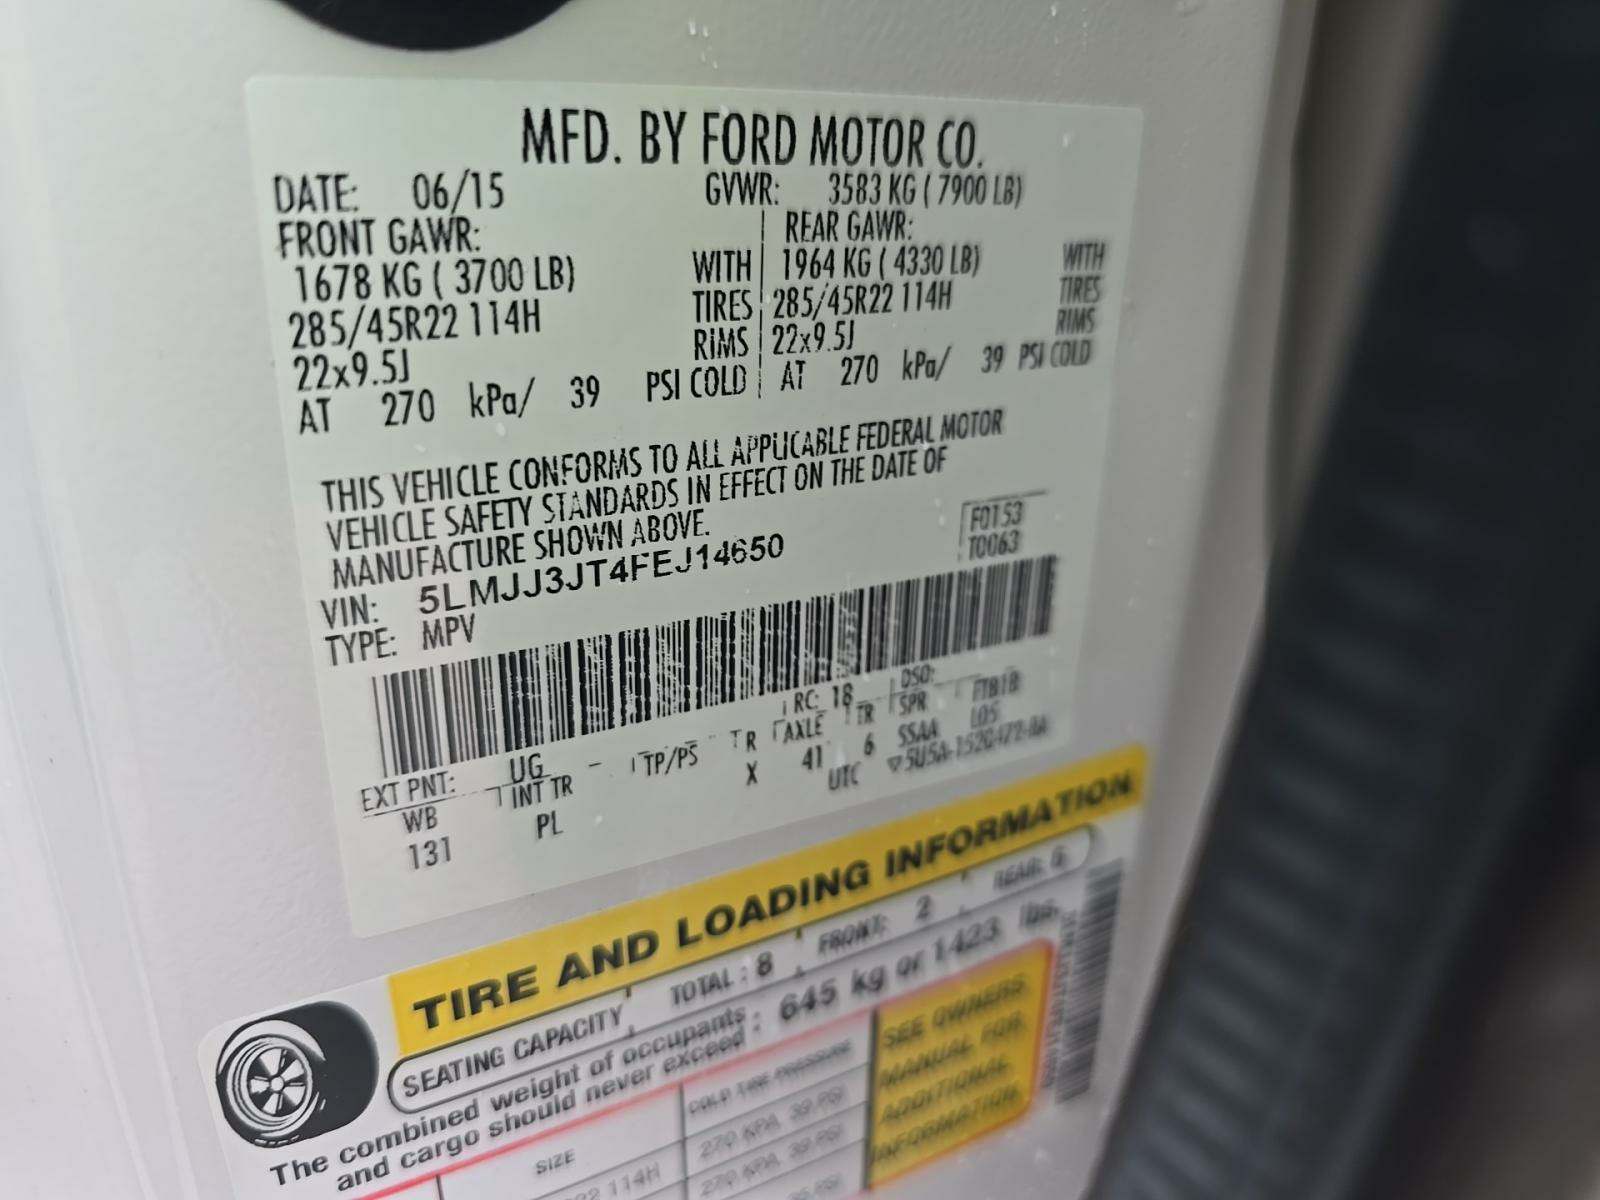 MFD. BY FORD MOTOR CO.
DATE: 06/15 GVWR: 3583 KG ( 7900 LB)
FRONT GAWR: REAR GAWR:
1678 KG ( 3700 LB) WITH 1964 KG ( 4330 LB) WITH
285/45R22 114H TIRES 285/45R22 114H TIRES
22x9.5J RIMS 22x9.5J RIMS
AT 270 kPa/ 39 PSI COLD AT 270 kPa/ 39 PSI COLD
THIS VEHICLE CONFORMS TO ALL APPLICABLE FEDERAL MOTOR
VEHICLE SAFETY STANDARDS IN EFFECT ON THE DATE OF
MANUFACTURE SHOWN ABOVE.
VIN: 5LMJJ3JT4FEJ14650
TYPE: MPV
F0153
T0063
EXT PNT: UG RC: 18 DSO:
WB INT TR TP/PS R AXLE TR SPR
131 PL X 41 6 SSAA
UTC
TIRE AND LOADING INFORMATION
SEATING CAPACITY TOTAL : 8 FRONT: 2 REAR: 6
The combined weight of occupants
and cargo should never exceed : 645 kg or 1423 lbs.
SIZE COLD TIRE PRESSURE
114H 270 KPA 39 PSI
270 KPA 39 PSI
SEE OWNERS
MANUAL FOR
ADDITIONAL
INFORMATION